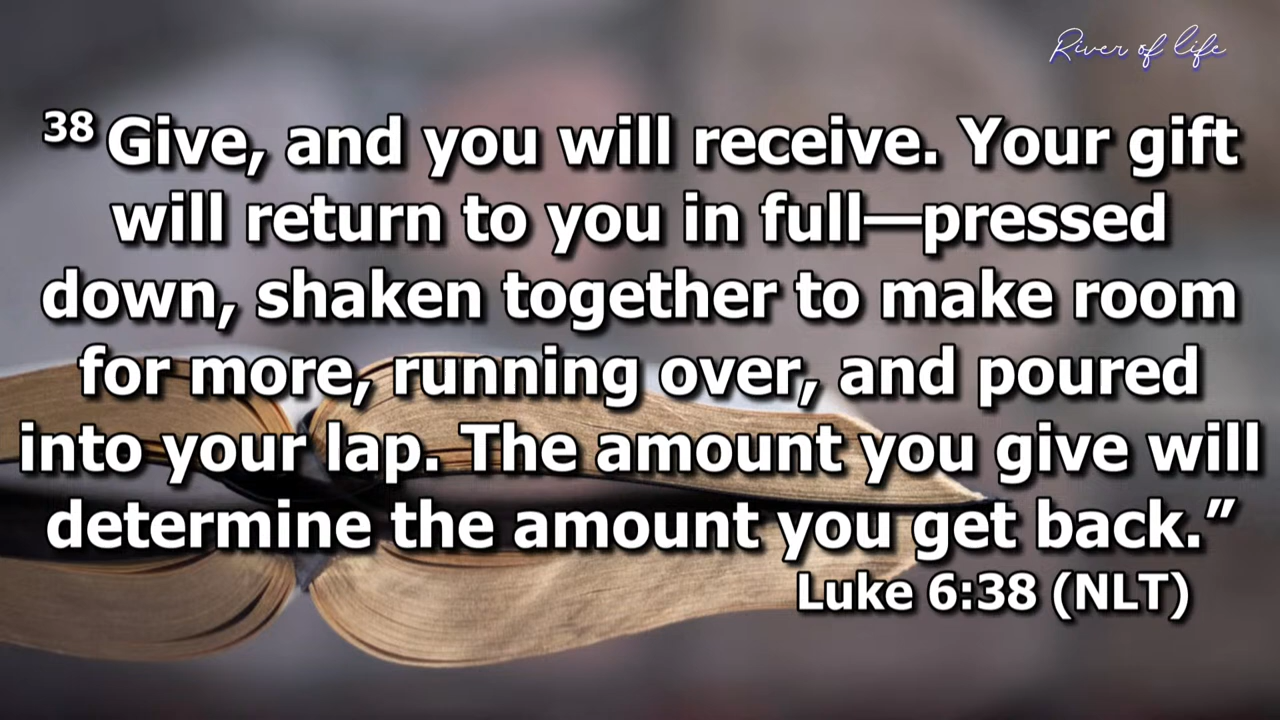 River of life
38 Give, and you will receive. Your gift
will return to you in full—pressed
down, shaken together to make room
for more, running over, and poured
into your lap. The amount you give will
determine the amount you get back.”
Luke 6:38 (NLT)